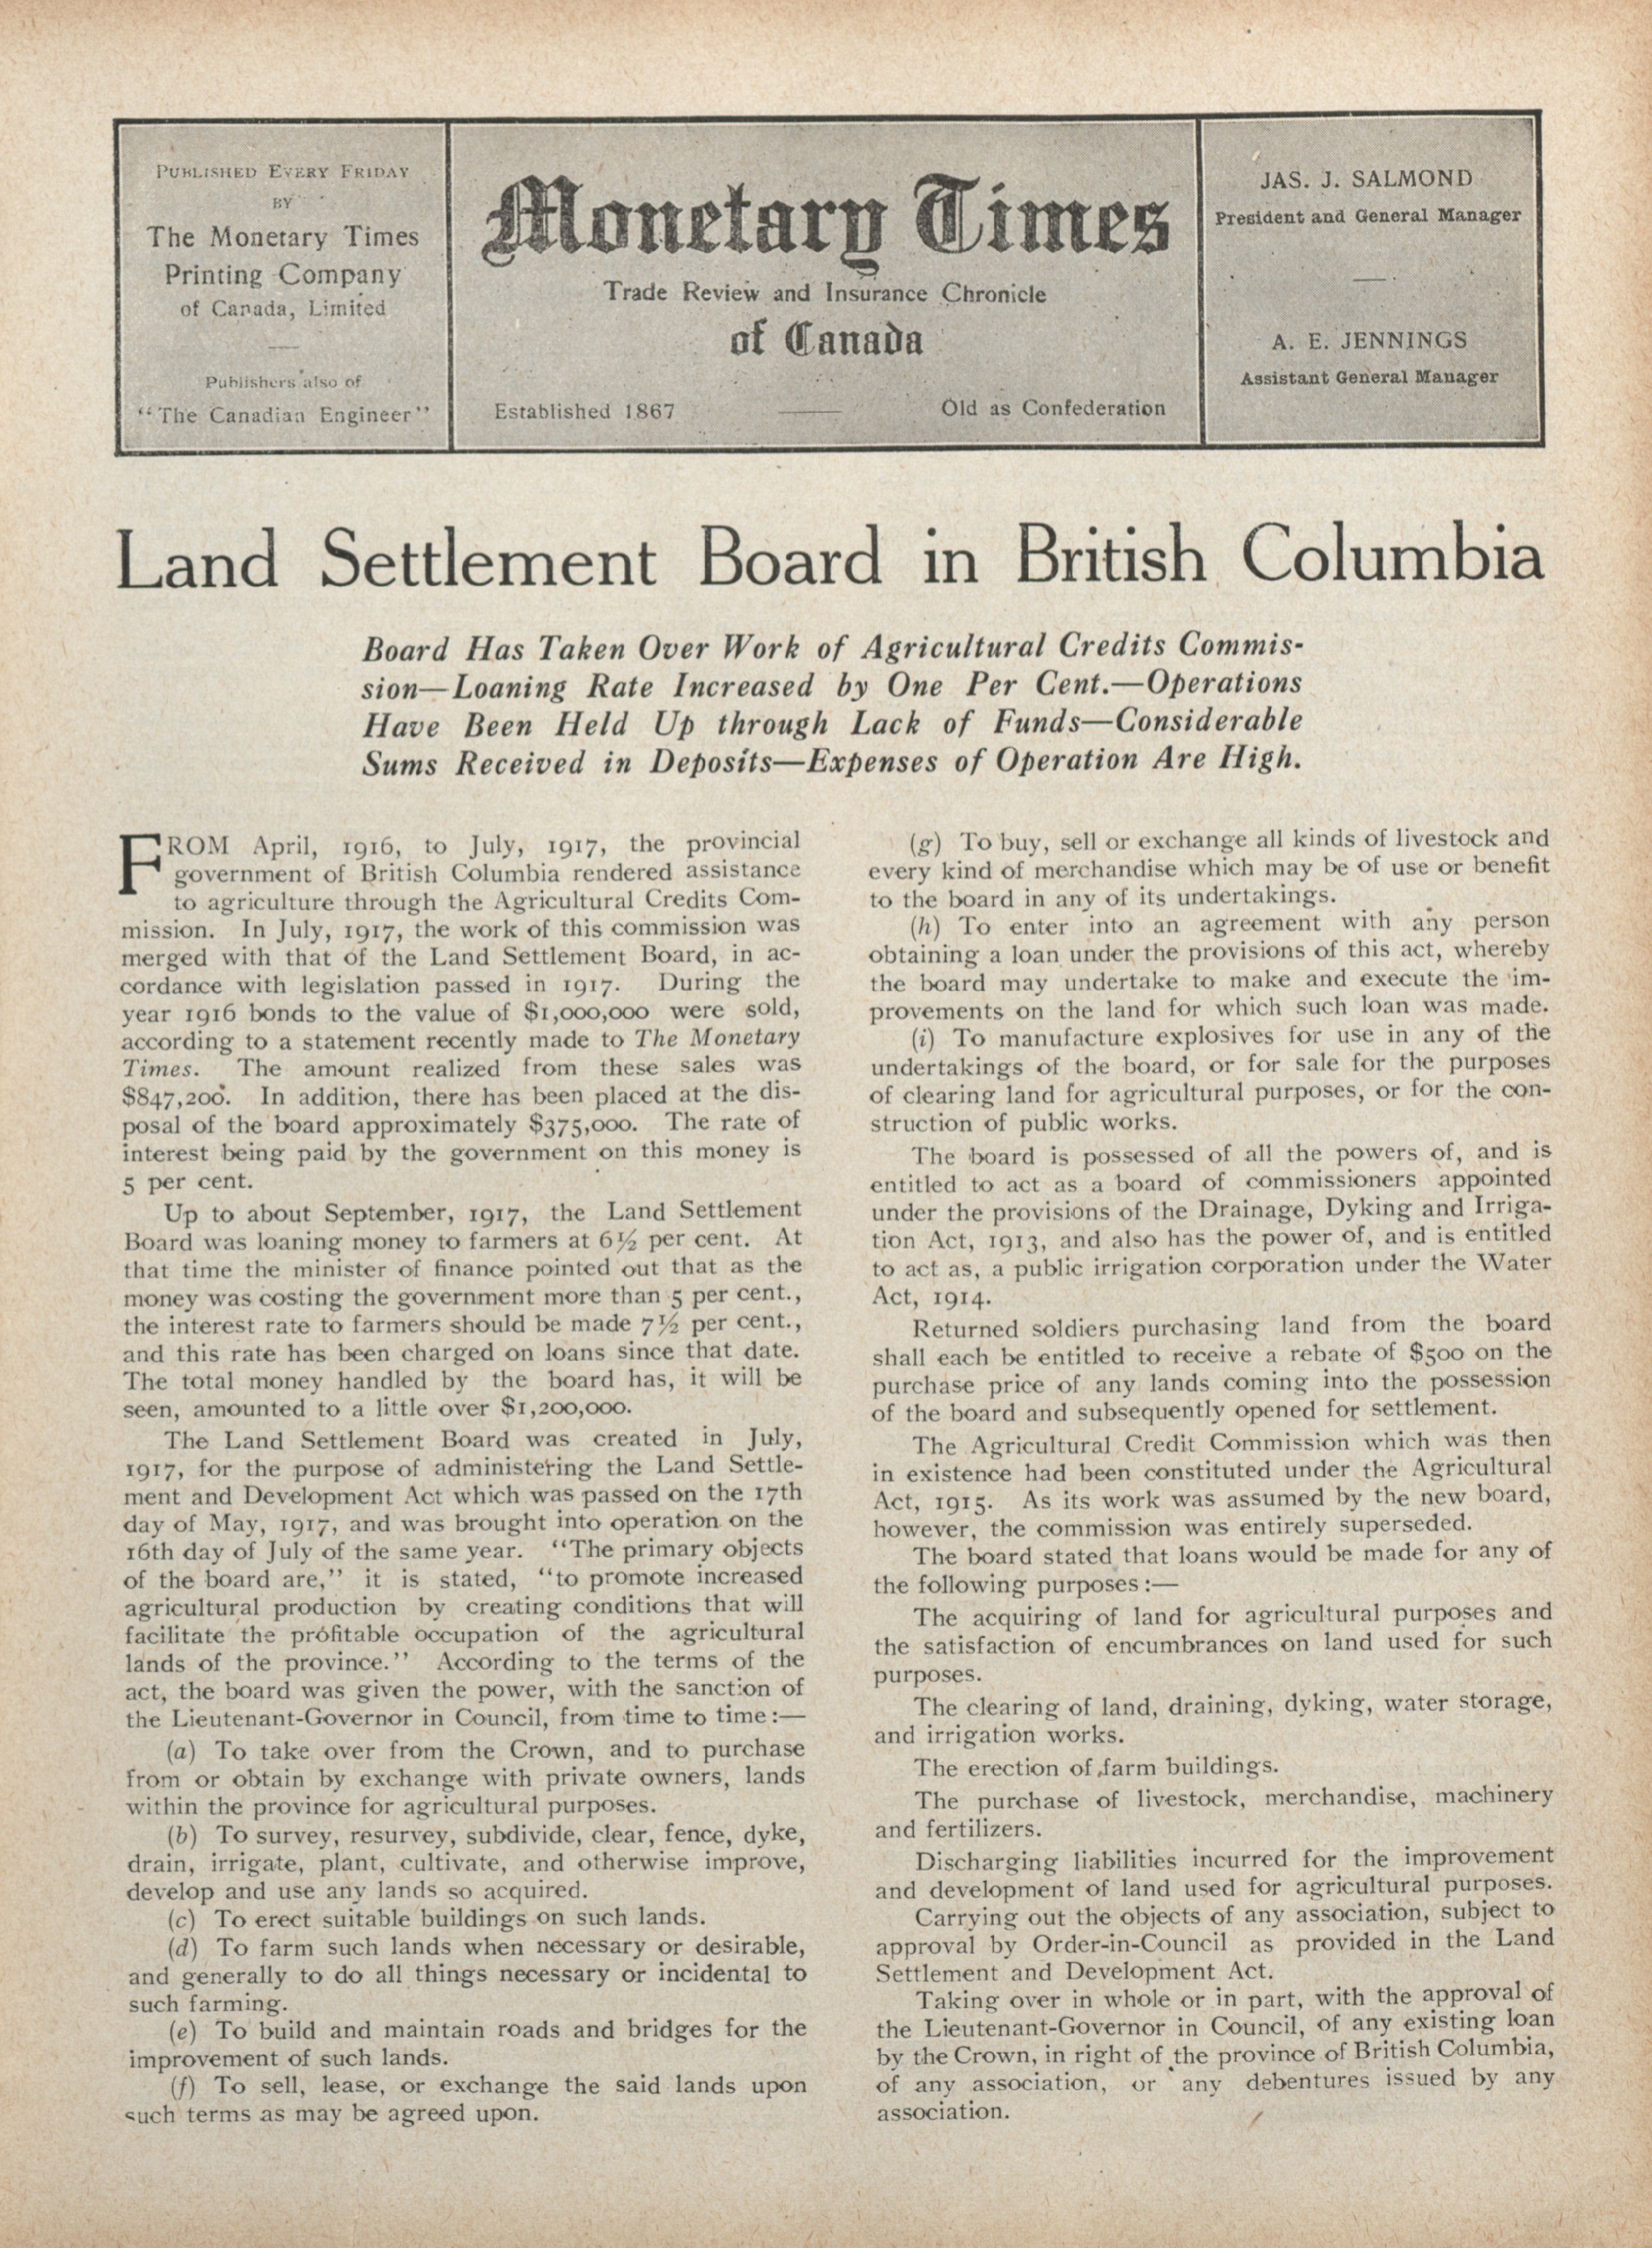 PUBLISHED EVERY FRIDAY
BY
The Monetary Times
Printing Company
of Canada, Limited
Publishers also of
"The Canadian Engineer"
Monetary Times
Trade Review and Insurance Chronicle
of Canada
Established 1867
Old as Confederation
JAS. J. SALMOND
President and General Manager
A. E. JENNINGS
Assistant General Manager
Land Settlement Board in British Columbia
Board Has Taken Over Work of Agricultural Credits Commis-
sion—Loaning Rate Increased by One Per Cent.—Operations
Have Been Held Up through Lack of Funds—Considerable
Sums Received in Deposits—Expenses of Operation Are High.
FROM April, 1916, to July, 1917, the provincial
government of British Columbia rendered assistance
to agriculture through the Agricultural Credits Com-
mission. In July, 1917, the work of this commission was
merged with that of the Land Settlement Board, in ac-
cordance with legislation passed in 1917. During the
year 1916 bonds to the value of $1,000,000 were sold,
according to a statement recently made to The Monetary
Times. The amount realized from these sales was
$847,200. In addition, there has been placed at the dis-
posal of the board approximately $375,000. The rate of
interest being paid by the government on this money is
5 per cent.
Up to about September, 1917, the Land Settlement
Board was loaning money to farmers at 6½ per cent. At
that time the minister of finance pointed out that as the
money was costing the government more than 5 per cent.,
the interest rate to farmers should be made 7½ per cent.,
and this rate has been charged on loans since that date.
The total money handled by the board has, it will be
seen, amounted to a little over $1,200,000.
The Land Settlement Board was created in July,
1917, for the purpose of administering the Land Settle-
ment and Development Act which was passed on the 17th
day of May, 1917, and was brought into operation on the
16th day of July of the same year. "The primary objects
of the board are," it is stated, "to promote increased
agricultural production by creating conditions that will
facilitate the profitable occupation of the agricultural
lands of the province." According to the terms of the
act, the board was given the power, with the sanction of
the Lieutenant-Governor in Council, from time to time:—
(a) To take over from the Crown, and to purchase
from or obtain by exchange with private owners, lands
within the province for agricultural purposes.
(b) To survey, resurvey, subdivide, clear, fence, dyke,
drain, irrigate, plant, cultivate, and otherwise improve,
develop and use any lands so acquired.
(c) To erect suitable buildings on such lands.
(d) To farm such lands when necessary or desirable,
and generally to do all things necessary or incidental to
such farming.
(e) To build and maintain roads and bridges for the
improvement of such lands.
(f) To sell, lease, or exchange the said lands upon
such terms as may be agreed upon.
(g) To buy, sell or exchange all kinds of livestock and
every kind of merchandise which may be of use or benefit
to the board in any of its undertakings.
(h) To enter into an agreement with any person
obtaining a loan under the provisions of this act, whereby
the board may undertake to make and execute the im-
provements on the land for which such loan was made.
(i) To manufacture explosives for use in any of the
undertakings of the board, or for sale for the purposes
of clearing land for agricultural purposes, or for the con-
struction of public works.
The board is possessed of all the powers of, and is
entitled to act as a board of commissioners appointed
under the provisions of the Drainage, Dyking and Irriga-
tion Act, 1913, and also has the power of, and is entitled
to act as, a public irrigation corporation under the Water
Act, 1914.
Returned soldiers purchasing land from the board
shall each be entitled to receive a rebate of $500 on the
purchase price of any lands coming into the possession
of the board and subsequently opened for settlement.
The Agricultural Credit Commission which was then
in existence had been constituted under the Agricultural
Act, 1915. As its work was assumed by the new board,
however, the commission was entirely superseded.
The board stated that loans would be made for any of
the following purposes:—
The acquiring of land for agricultural purposes and
the satisfaction of encumbrances on land used for such
purposes.
The clearing of land, draining, dyking, water storage,
and irrigation works.
The erection of farm buildings.
The purchase of livestock, merchandise, machinery
and fertilizers.
Discharging liabilities incurred for the improvement
and development of land used for agricultural purposes.
Carrying out the objects of any association, subject to
approval by Order-in-Council as provided in the Land
Settlement and Development Act.
Taking over in whole or in part, with the approval of
the Lieutenant-Governor in Council, of any existing loan
by the Crown, in right of the province of British Columbia,
of any association, or any debentures issued by any
association.